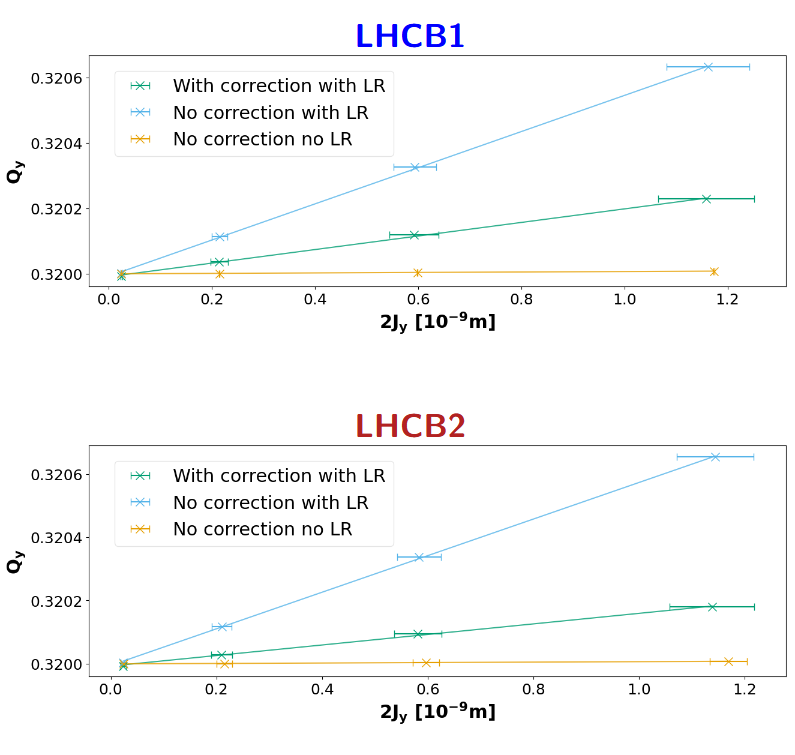 LHCB1
With correction with LR
No correction with LR
No correction no LR
0.3206
0.3204
0.3202
0.3200
Qy
0.0 0.2 0.4 0.6 0.8 1.0 1.2
2Jy [10⁻⁹m]
LHCB2
With correction with LR
No correction with LR
No correction no LR
0.3206
0.3204
0.3202
0.3200
Qy
0.0 0.2 0.4 0.6 0.8 1.0 1.2
2Jy [10⁻⁹m]